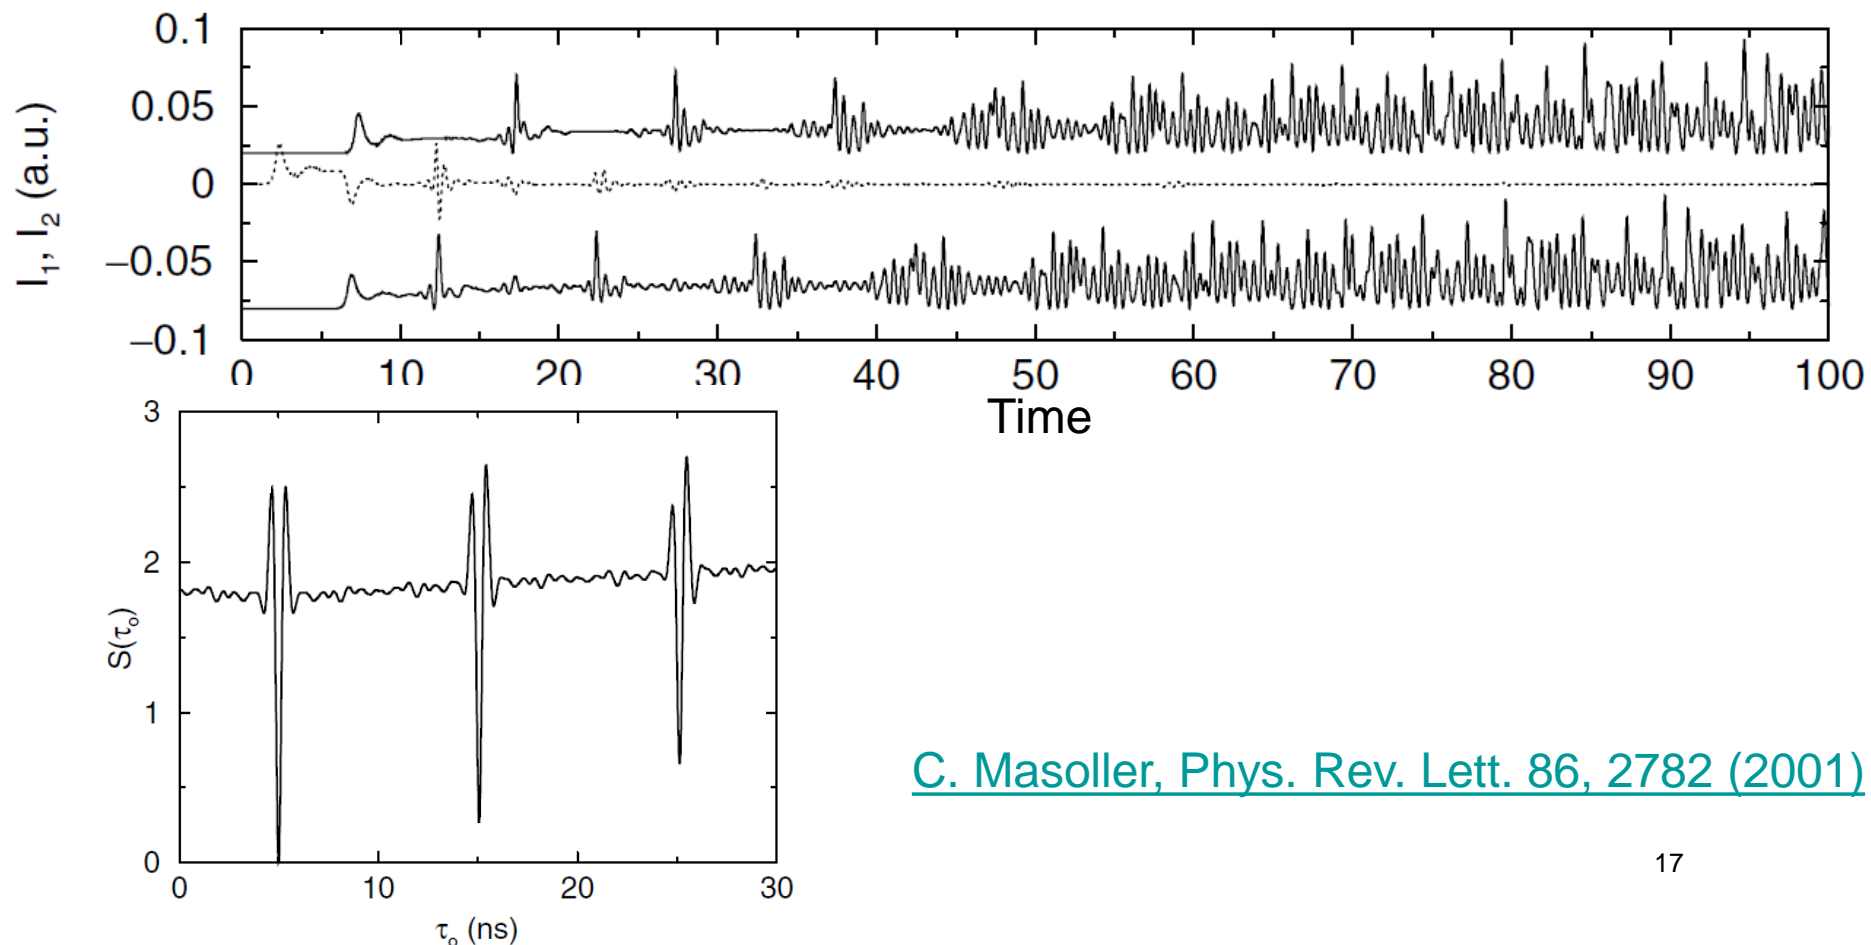 I₁, I₂ (a.u.)
0.1
0.05
0
−0.05
−0.1
0 10 20 30 40 50 60 70 80 90 100
Time
S(τₒ)
3
2
1
0
0 10 20 30
τₒ (ns)
C. Masoller, Phys. Rev. Lett. 86, 2782 (2001)
17